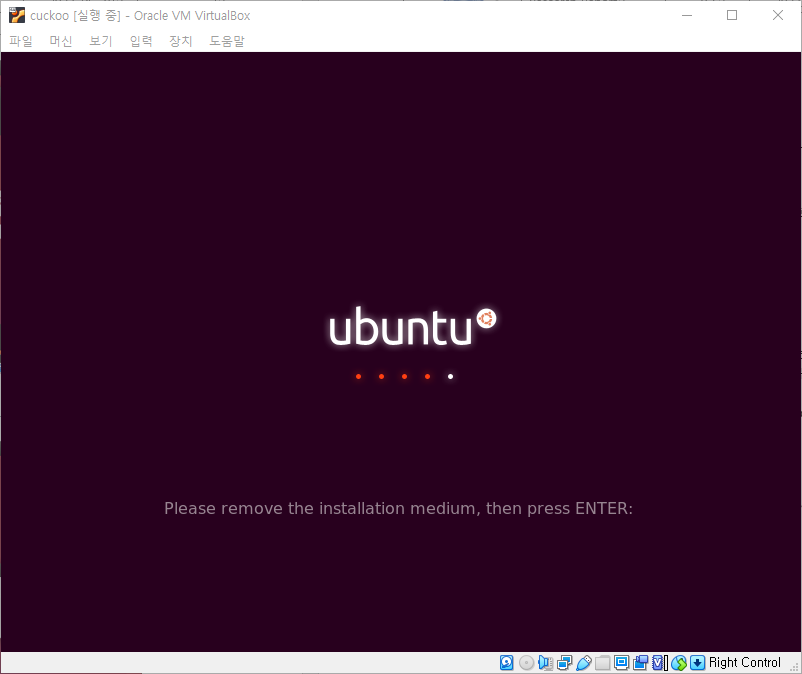 cuckoo [실행 중] - Oracle VM VirtualBox
파일 머신 보기 입력 장치 도움말
ubuntu
Please remove the installation medium, then press ENTER:
Right Control